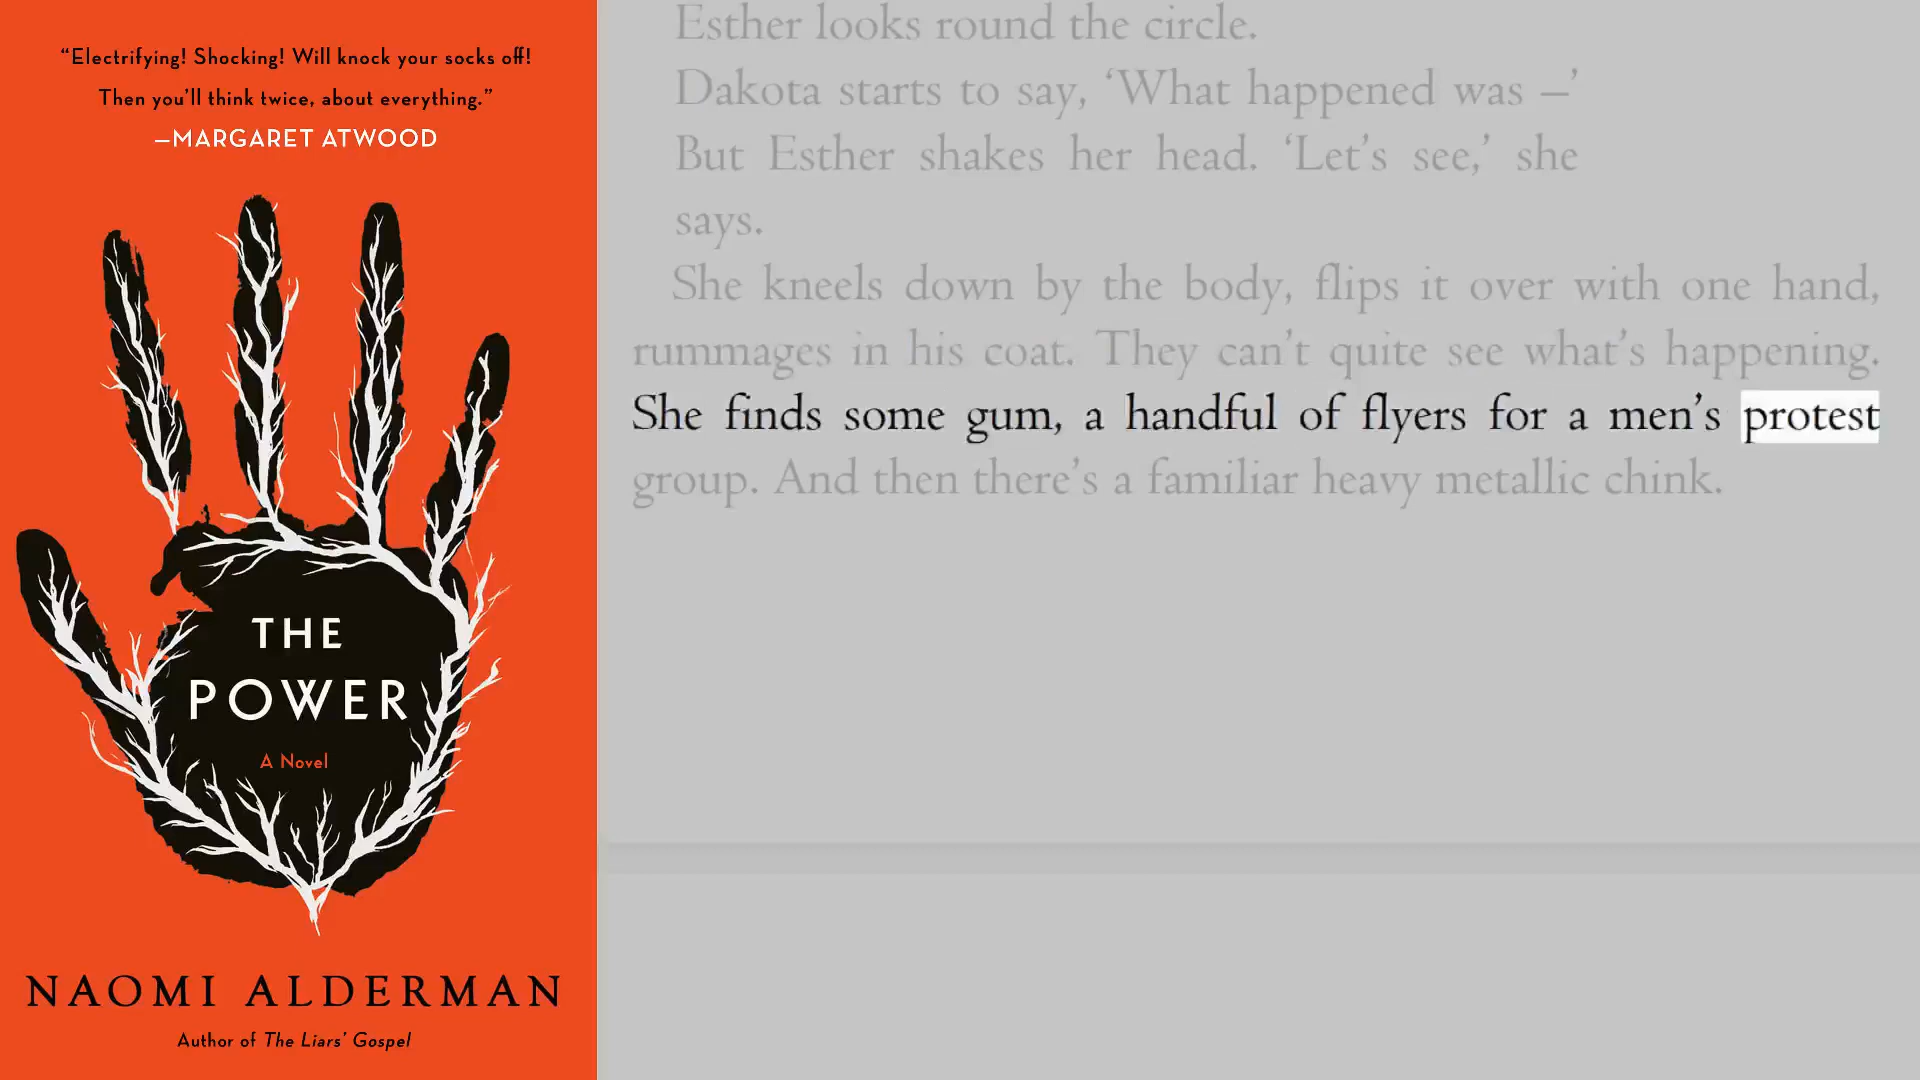 “Electrifying! Shocking! Will knock your socks off!
Then you’ll think twice, about everything.”
—MARGARET ATWOOD
THE
POWER
A Novel
NAOMI ALDERMAN
Author of The Liars’ Gospel
Esther looks round the circle.
Dakota starts to say, ‘What happened was –’
But Esther shakes her head. ‘Let’s see,’ she
says.
She kneels down by the body, flips it over with one hand,
rummages in his coat. They can’t quite see what’s happening.
She finds some gum, a handful of flyers for a men’s protest
group. And then there’s a familiar heavy metallic chink.